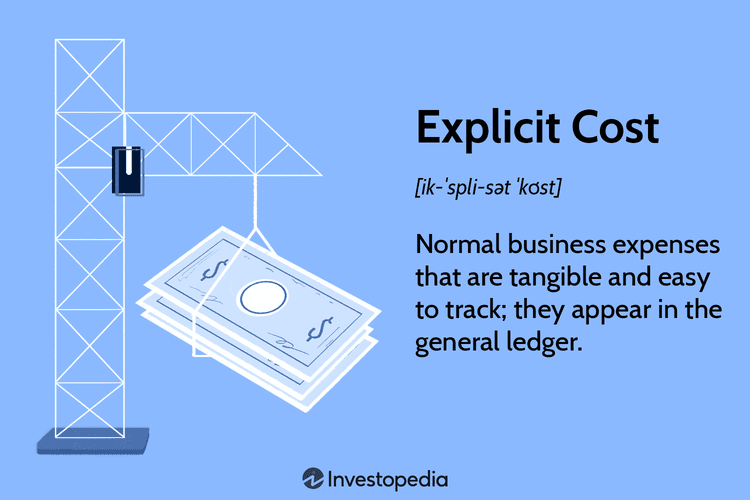 Explicit Cost
[ik-ˈspli-sət ˈkʊst]
Normal business expenses
that are tangible and easy
to track; they appear in the
general ledger.
$
$
Investopedia